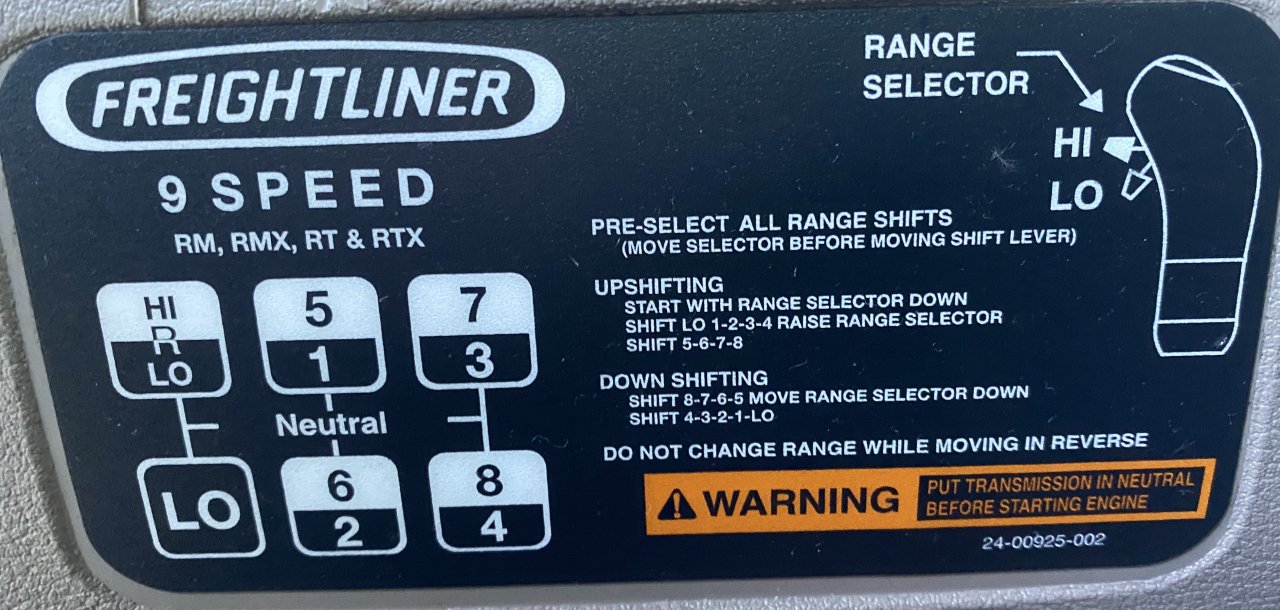 FREIGHTLINER
9 SPEED
RM, RMX, RT & RTX
HI
R
LO
5
1
7
3
Neutral
LO
6
2
8
4
RANGE
SELECTOR
HI
LO
PRE-SELECT ALL RANGE SHIFTS
(MOVE SELECTOR BEFORE MOVING SHIFT LEVER)
UPSHIFTING
START WITH RANGE SELECTOR DOWN
SHIFT LO 1-2-3-4 RAISE RANGE SELECTOR
SHIFT 5-6-7-8
DOWN SHIFTING
SHIFT 8-7-6-5 MOVE RANGE SELECTOR DOWN
SHIFT 4-3-2-1-LO
DO NOT CHANGE RANGE WHILE MOVING IN REVERSE
WARNING
PUT TRANSMISSION IN NEUTRAL
BEFORE STARTING ENGINE
24-00925-002